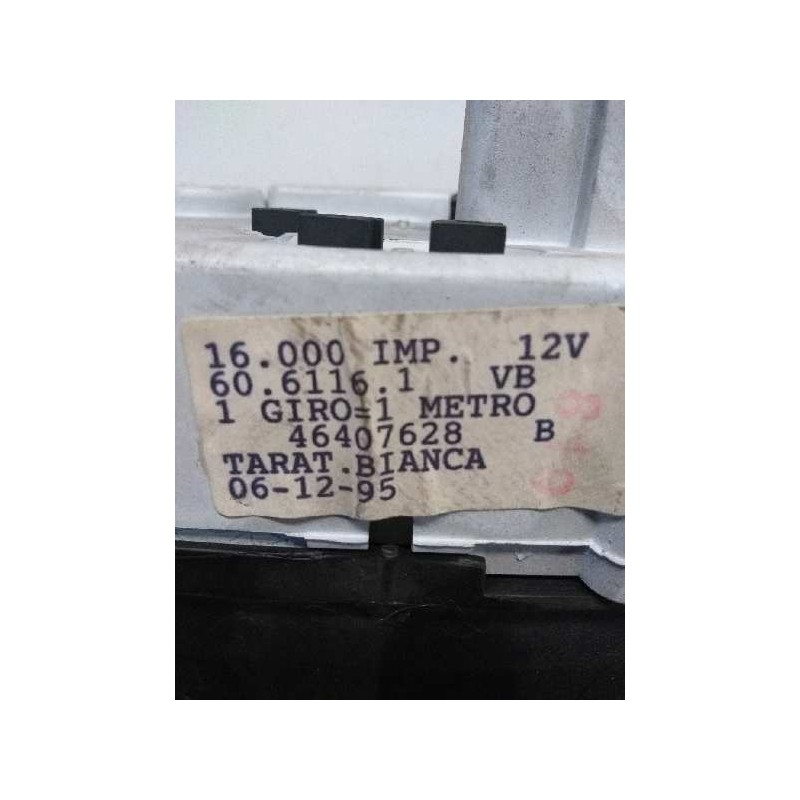 16.000 IMP. 12V
60.6116.1 VB
1 GIRO=1 METRO
46407628 B
TARAT.BIANCA
06-12-95